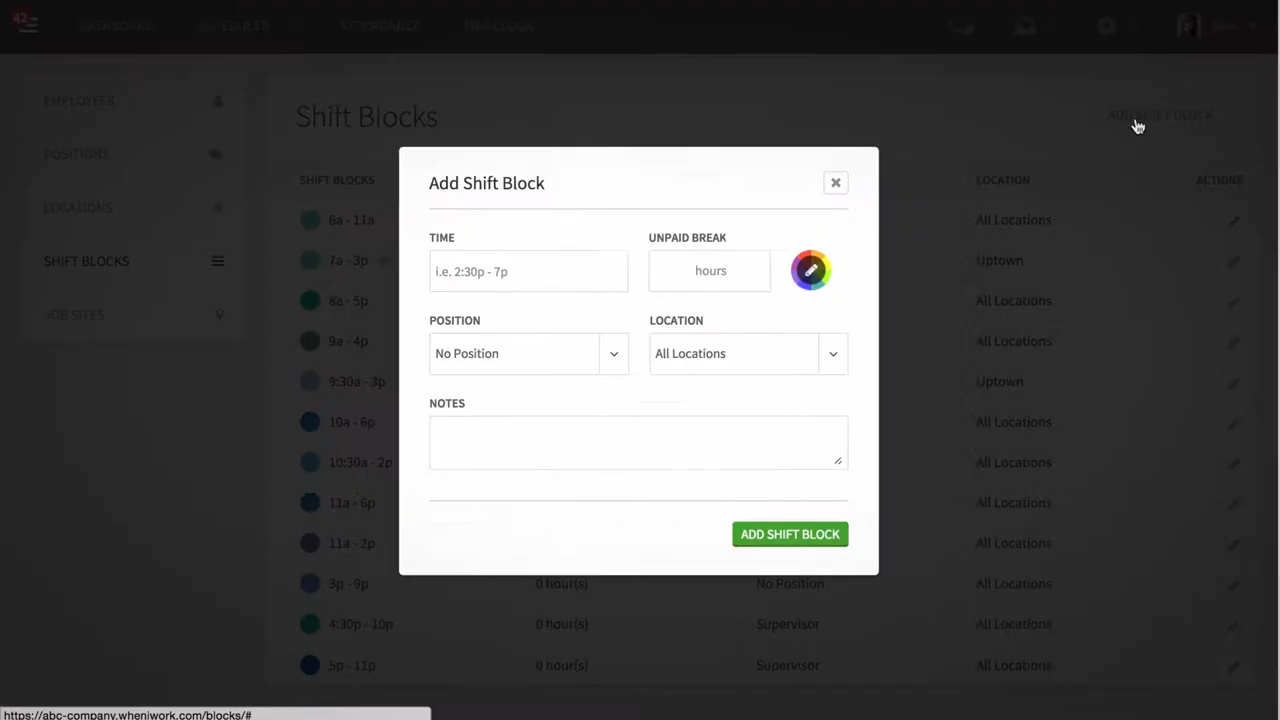 42
DASHBOARD SCHEDULER ATTENDANCE
EMPLOYEES
POSITIONS
LOCATIONS
SHIFT BLOCKS
JOB SITES
Shift Blocks
ADD SHIFT BLOCK
SHIFT BLOCKS LOCATION ACTIONS
6a - 11a All Locations
7a - 3p Uptown
8a - 5p All Locations
9a - 4p All Locations
9:30a - 3p Uptown
10a - 6p All Locations
10:30a - 2p All Locations
11a - 6p All Locations
11a - 2p All Locations
3p - 9p 0 hour(s) No Position All Locations
4:30p - 10p 0 hour(s) Supervisor All Locations
5p - 11p 0 hour(s) Supervisor All Locations
Add Shift Block
TIME UNPAID BREAK
i.e. 2:30p - 7p hours
POSITION LOCATION
No Position All Locations
NOTES
ADD SHIFT BLOCK
https://abc-company.wheniwork.com/blocks/#